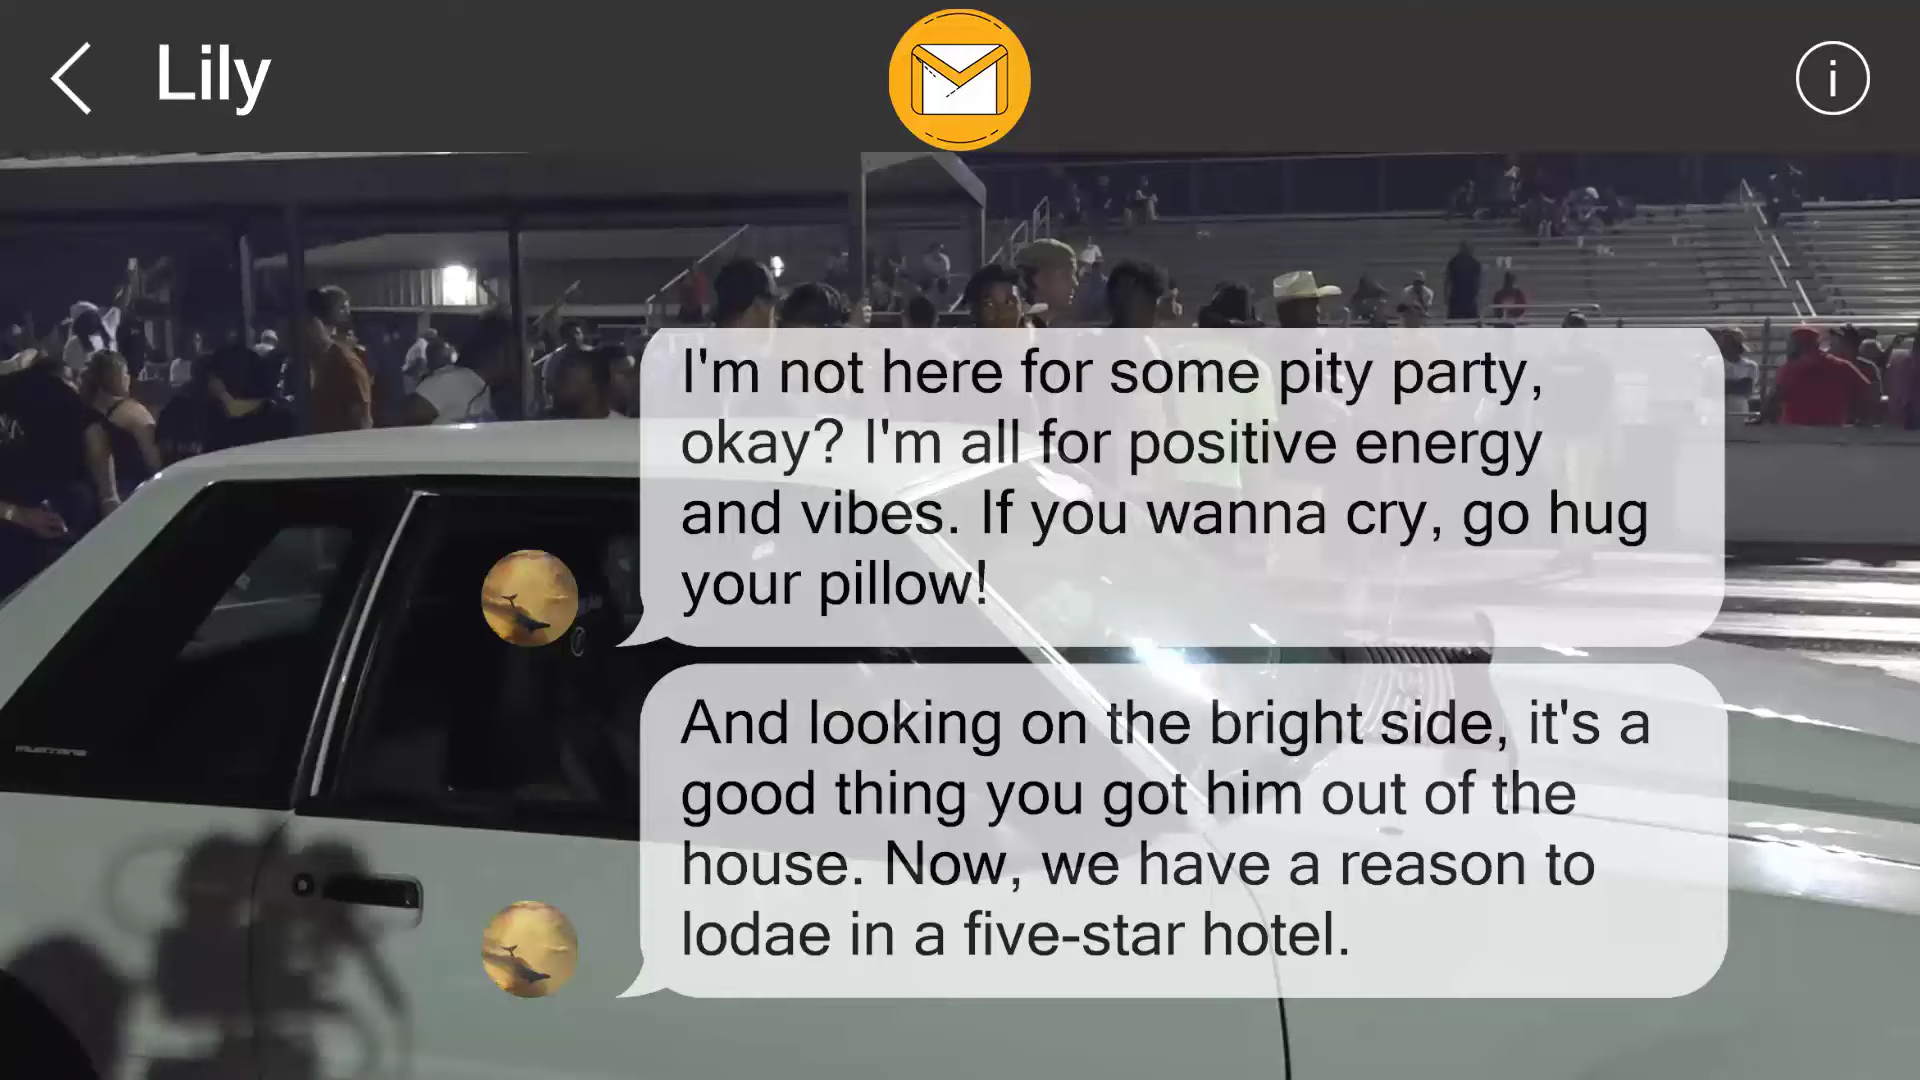 Lily
I'm not here for some pity party,
okay? I'm all for positive energy
and vibes. If you wanna cry, go hug
your pillow!
And looking on the bright side, it's a
good thing you got him out of the
house. Now, we have a reason to
lodae in a five-star hotel.
MUSTANG